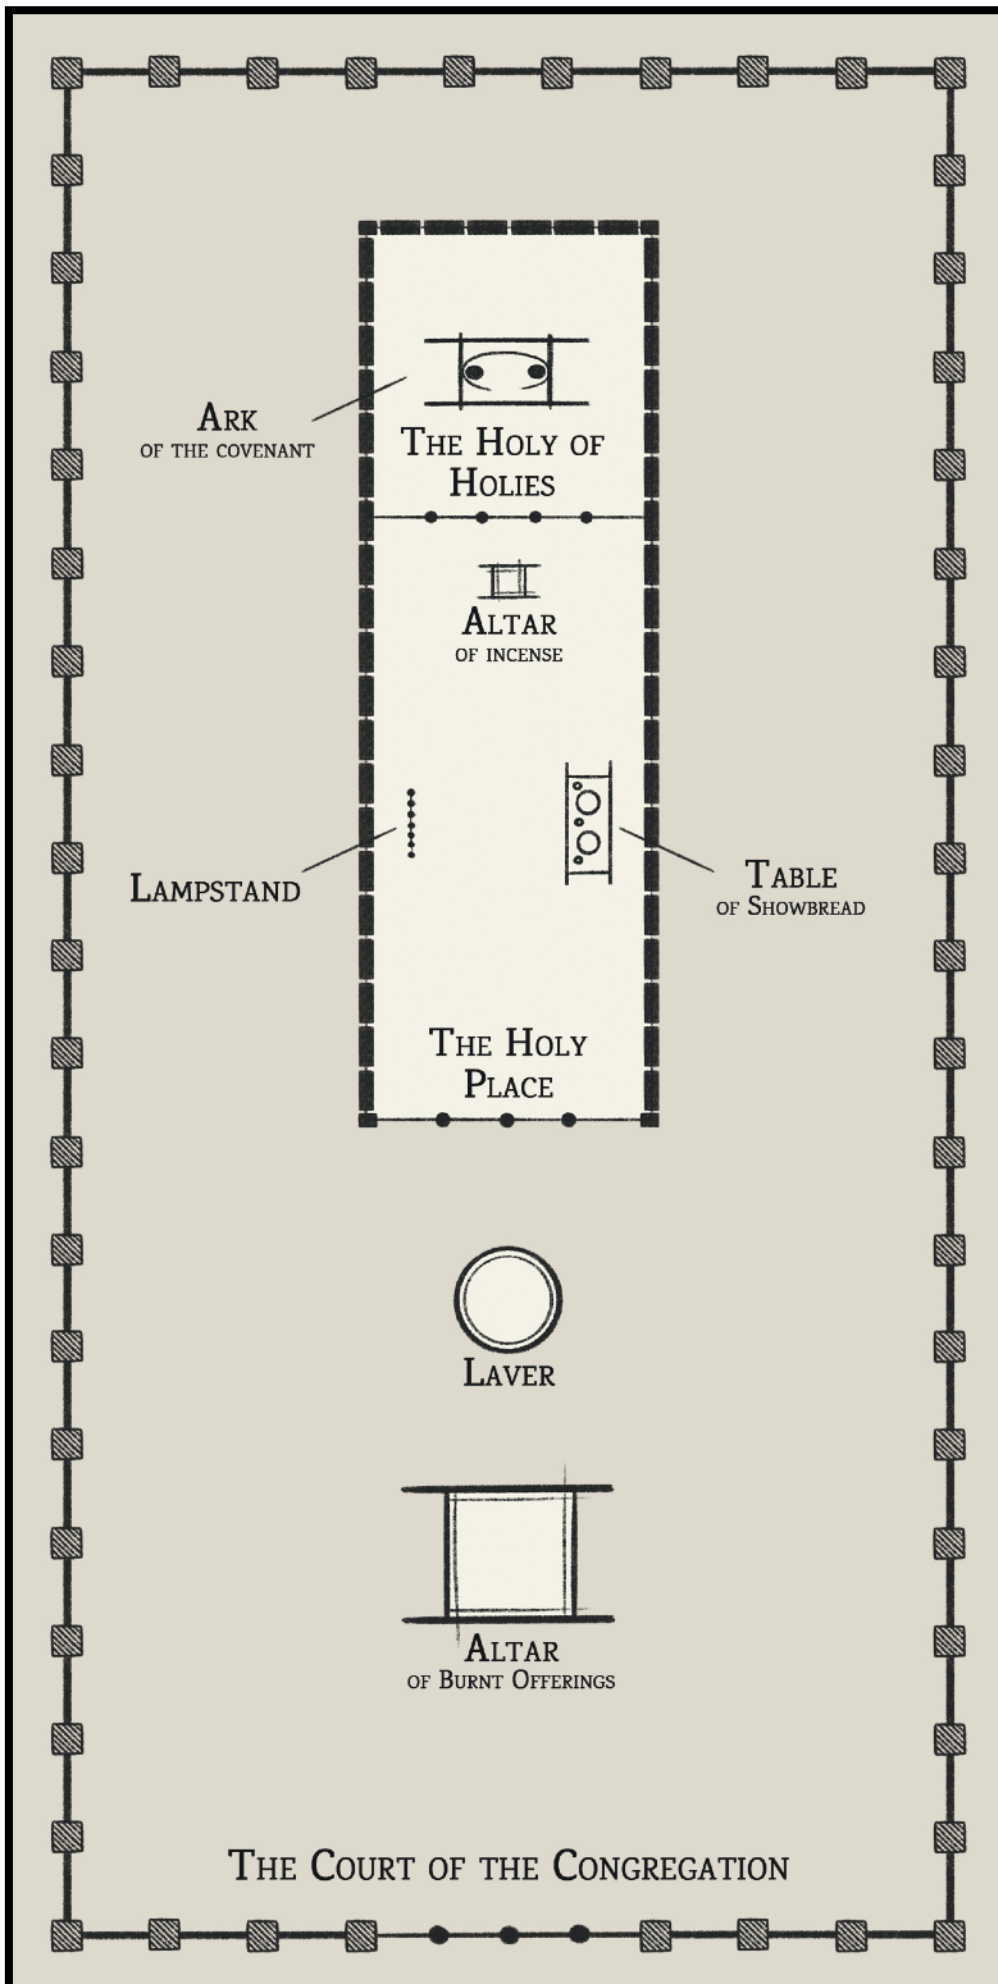 Ark
of the covenant
The Holy of
Holies
Altar
of incense
Lampstand
Table
of Showbread
The Holy
Place
Laver
Altar
of Burnt Offerings
The Court of the Congregation